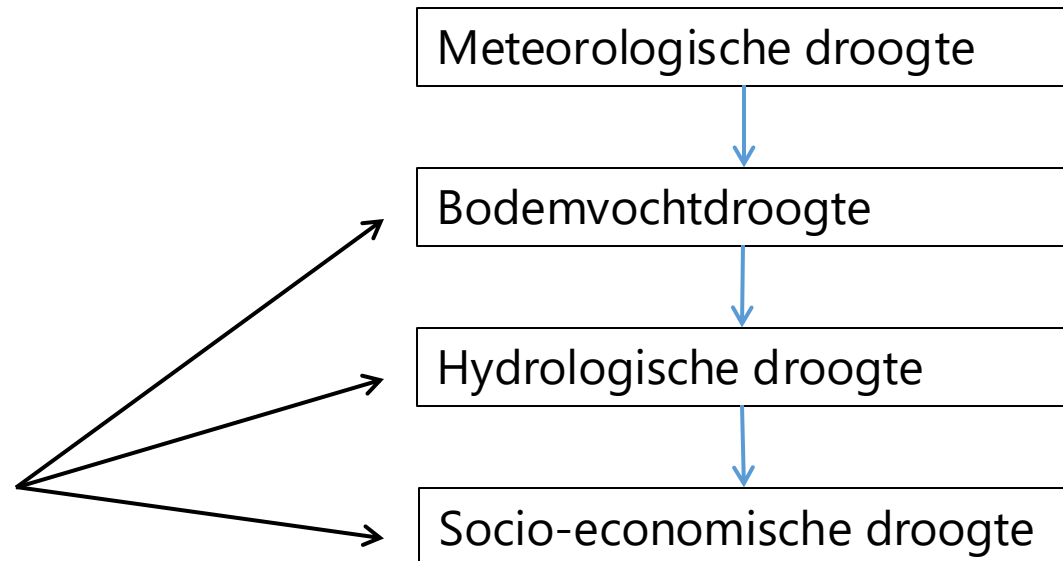 Meteorologische droogte
Bodemvochtdroogte
Hydrologische droogte
Socio-economische droogte